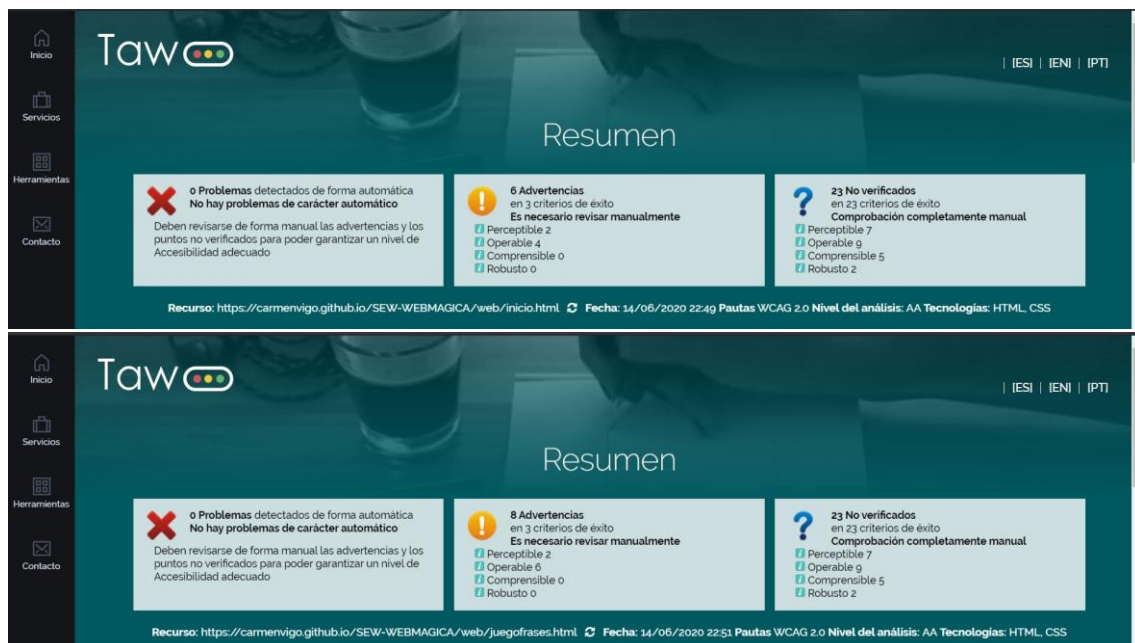 Inicio
Servicios
Herramientas
Contacto
Taw
| [ES] | [EN] | [PT]
Resumen
0 Problemas detectados de forma automática
No hay problemas de carácter automático
Deben revisarse de forma manual las advertencias y los
puntos no verificados para poder garantizar un nivel de
Accesibilidad adecuado
6 Advertencias
en 3 criterios de éxito
Es necesario revisar manualmente
Perceptible 2
Operable 4
Comprensible 0
Robusto 0
23 No verificados
en 23 criterios de éxito
Comprobación completamente manual
Perceptible 7
Operable 9
Comprensible 5
Robusto 2
Recurso: https://carmenvigo.github.io/SEW-WEBMAGICA/web/inicio.html Fecha: 14/06/2020 22:49 Pautas WCAG 2.0 Nivel del análisis: AA Tecnologías: HTML, CSS
Inicio
Servicios
Herramientas
Contacto
Taw
| [ES] | [EN] | [PT]
Resumen
0 Problemas detectados de forma automática
No hay problemas de carácter automático
Deben revisarse de forma manual las advertencias y los
puntos no verificados para poder garantizar un nivel de
Accesibilidad adecuado
8 Advertencias
en 3 criterios de éxito
Es necesario revisar manualmente
Perceptible 2
Operable 6
Comprensible 0
Robusto 0
23 No verificados
en 23 criterios de éxito
Comprobación completamente manual
Perceptible 7
Operable 9
Comprensible 5
Robusto 2
Recurso: https://carmenvigo.github.io/SEW-WEBMAGICA/web/juegofrases.html Fecha: 14/06/2020 22:51 Pautas WCAG 2.0 Nivel del análisis: AA Tecnologías: HTML, CSS